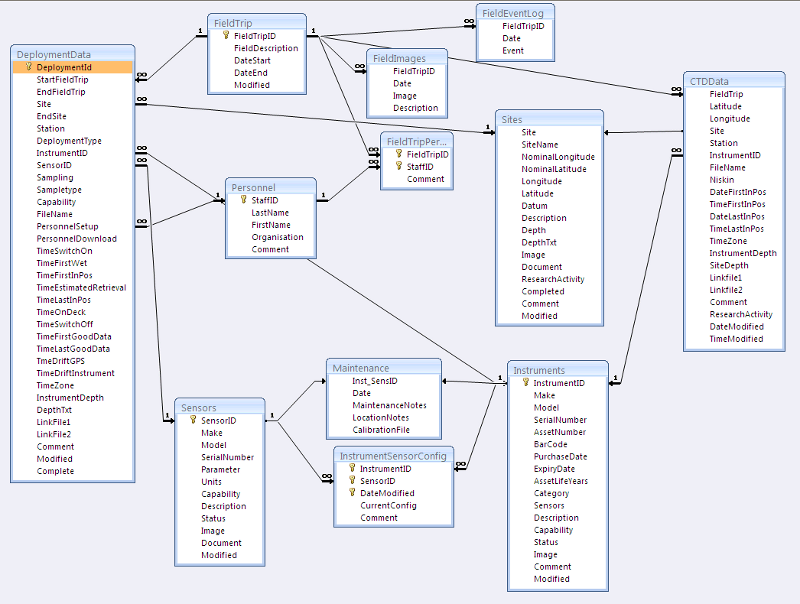 DeploymentData
DeploymentId
StartFieldTrip
EndFieldTrip
Site
EndSite
Station
DeploymentType
InstrumentID
SensorID
Sampling
Sampletype
Capability
FileName
PersonnelSetup
PersonnelDownload
TimeSwitchOn
TimeFirstWet
TimeFirstInPos
TimeEstimatedRetrieval
TimeLastInPos
TimeOnDeck
TimeSwitchOff
TimeFirstGoodData
TimeLastGoodData
TimeDriftGPS
TimeDriftInstrument
TimeZone
InstrumentDepth
DepthTxt
LinkFile1
LinkFile2
Comment
Modified
Complete
FieldTrip
FieldTripID
FieldDescription
DateStart
DateEnd
Modified
FieldImages
FieldTripID
Date
Image
Description
FieldEventLog
FieldTripID
Date
Event
FieldTripPer...
FieldTripID
StaffID
Comment
Personnel
StaffID
LastName
FirstName
Organisation
Comment
Sites
Site
SiteName
NominalLongitude
NominalLatitude
Longitude
Latitude
Datum
Description
Depth
DepthTxt
Image
Document
ResearchActivity
Completed
Comment
Modified
CTDData
FieldTrip
Latitude
Longitude
Site
Station
InstrumentID
FileName
Niskin
DateFirstInPos
TimeFirstInPos
DateLastInPos
TimeLastInPos
TimeZone
InstrumentDepth
SiteDepth
Linkfile1
Linkfile2
Comment
ResearchActivity
DateModified
TimeModified
Sensors
SensorID
Make
Model
SerialNumber
Parameter
Units
Capability
Description
Status
Image
Document
Modified
Maintenance
Inst_SensID
Date
MaintenanceNotes
LocationNotes
CalibrationFile
InstrumentSensorConfig
InstrumentID
SensorID
DateModified
CurrentConfig
Comment
Instruments
InstrumentID
Make
Model
SerialNumber
AssetNumber
BarCode
PurchaseDate
ExpiryDate
AssetLifeYears
Category
Sensors
Description
Capability
Status
Image
Comment
Modified
1
1
∞
∞
∞
∞
∞
∞
∞
∞
∞
∞
∞
∞
1
1
1
1
1
1
1
1
∞
∞